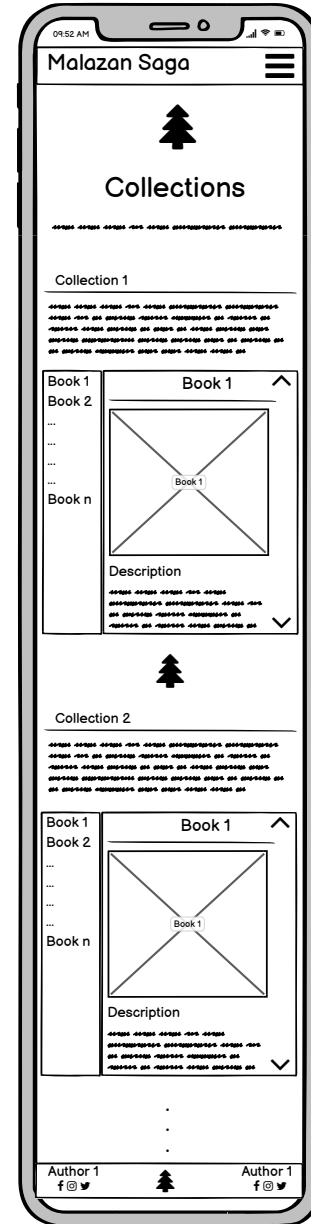 09:52 AM
Malazan Saga
Collections
Collection 1
Book 1
Book 2
...
...
...
...
Book n
Book 1
Book 1
Description
Collection 2
Book 1
Book 2
...
...
...
...
Book n
Book 1
Book 1
Description
.
.
.
Author 1
Author 1